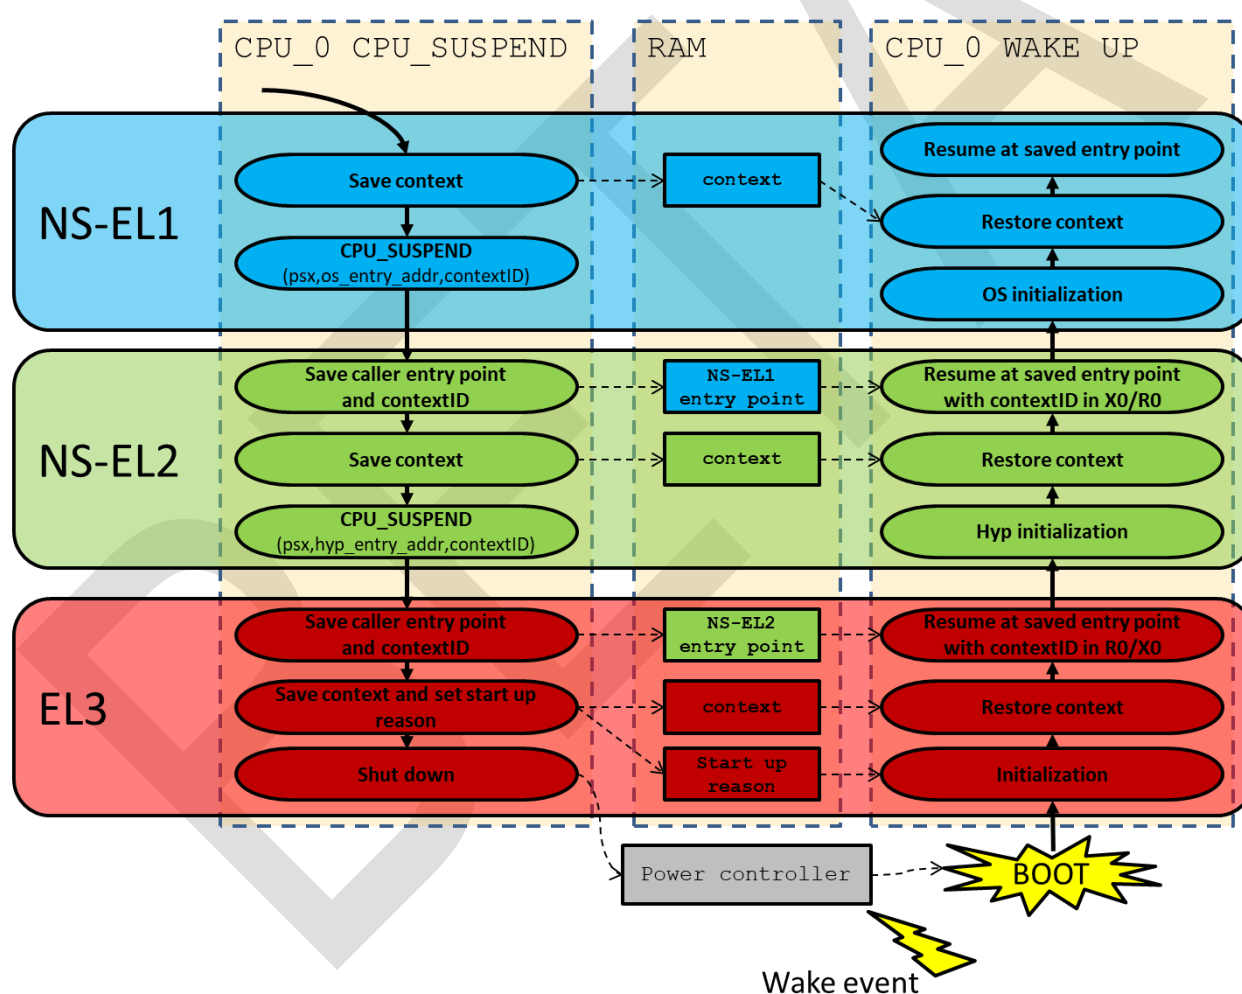 CPU_0 CPU_SUSPEND
RAM
CPU_0 WAKE UP
NS-EL1
Save context
CPU_SUSPEND
(psx,os_entry_addr,contextID)
context
Resume at saved entry point
Restore context
OS initialization
NS-EL2
Save caller entry point
and contextID
Save context
CPU_SUSPEND
(psx,hyp_entry_addr,contextID)
NS-EL1
entry point
context
Resume at saved entry point
with contextID in X0/R0
Restore context
Hyp initialization
EL3
Save caller entry point
and contextID
Save context and set start up
reason
Shut down
NS-EL2
entry point
context
Start up
reason
Resume at saved entry point
with contextID in R0/X0
Restore context
Initialization
Power controller
BOOT
Wake event
BETA